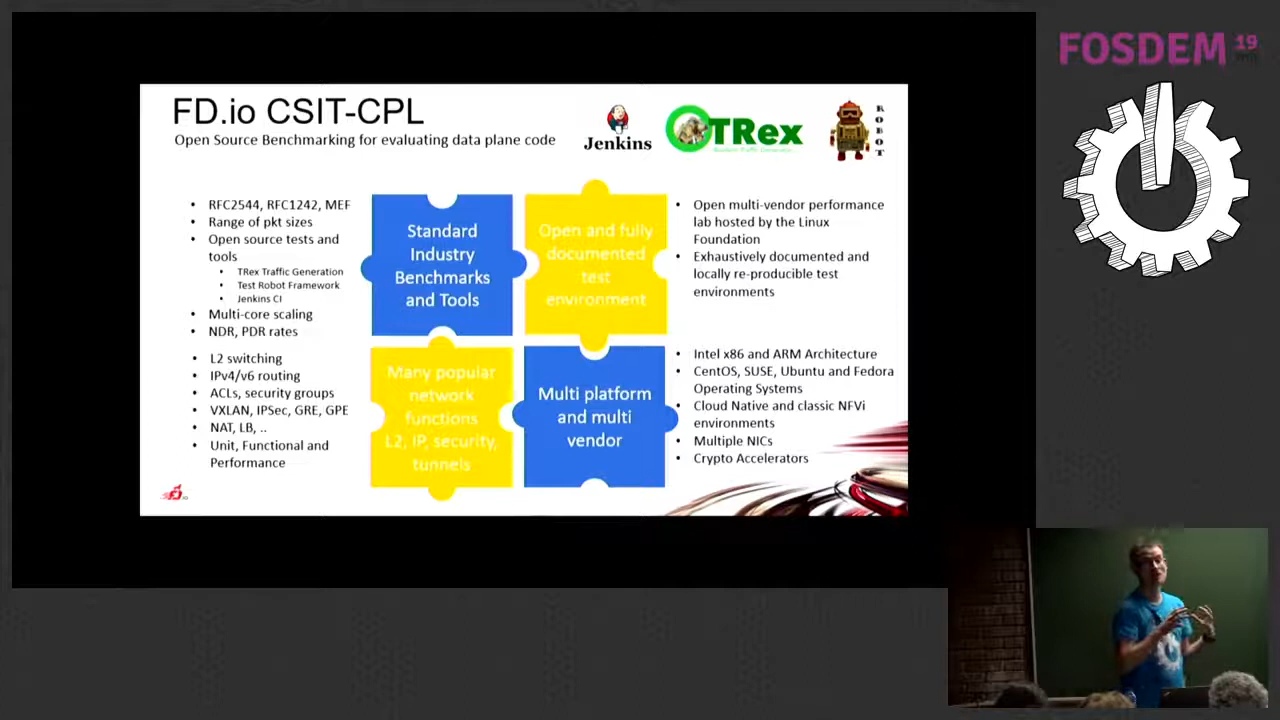 FOSDEM 19
FD.io CSIT-CPL
Open Source Benchmarking for evaluating data plane code
Jenkins
TRex
ROBOT
• RFC2544, RFC1242, MEF
• Range of pkt sizes
• Open source tests and
tools
• TRex Traffic Generation
• Test Robot Framework
• Jenkins CI
• Multi-core scaling
• NDR, PDR rates
Standard
Industry
Benchmarks
and Tools
Open and fully
documented
test
environment
• Open multi-vendor performance
lab hosted by the Linux
Foundation
• Exhaustively documented and
locally re-producible test
environments
• L2 switching
• IPv4/v6 routing
• ACLs, security groups
• VXLAN, IPSec, GRE, GPE
• NAT, LB, ..
• Unit, Functional and
Performance
Many popular
network
functions
L2, IP, security,
tunnels
Multi platform
and multi
vendor
• Intel x86 and ARM Architecture
• CentOS, SUSE, Ubuntu and Fedora
Operating Systems
• Cloud Native and classic NFVi
environments
• Multiple NICs
• Crypto Accelerators